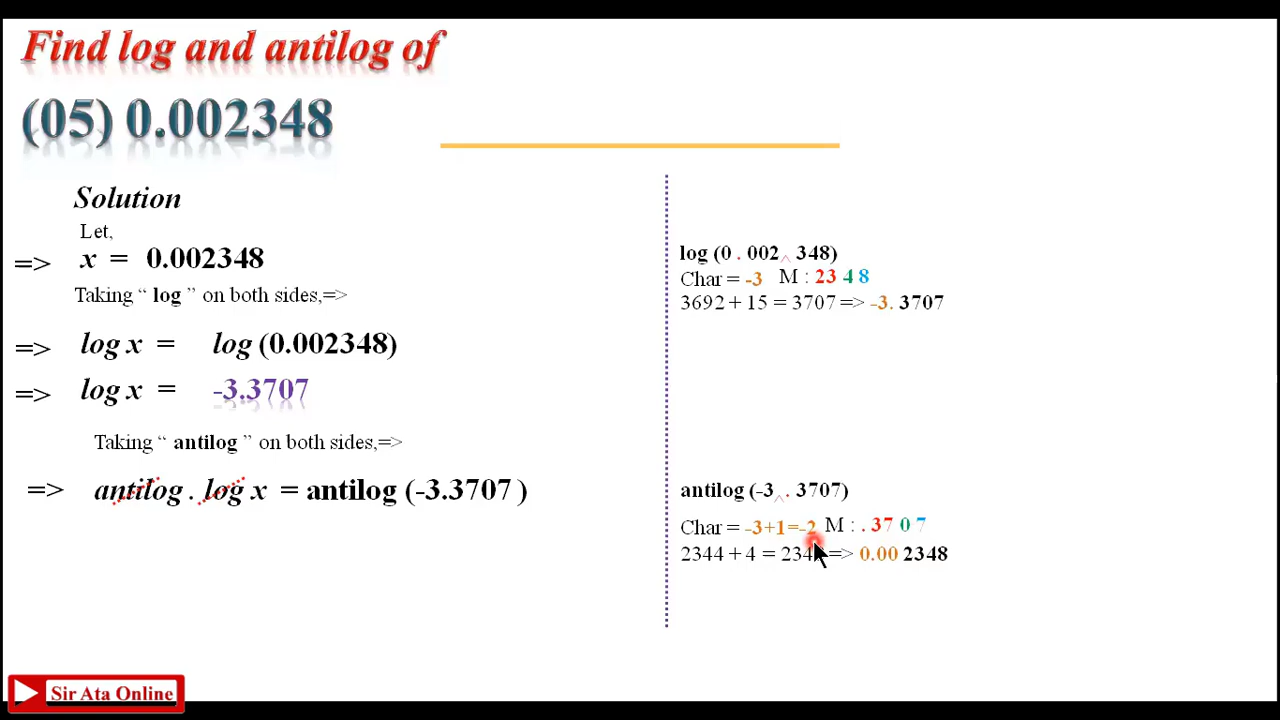 Find log and antilog of
(05) 0.002348
Solution
Let,
=> x = 0.002348
Taking “ log ” on both sides,=>
=> log x = log (0.002348)
=> log x = -3.3707
Taking “ antilog ” on both sides,=>
=> antilog . log x = antilog (-3.3707 )
log (0 . 002 ^ 348)
Char = -3 M : 23 4 8
3692 + 15 = 3707 => -3. 3707
antilog (-3 ^ . 3707)
Char = -3+1=-2 M : . 37 0 7
2344 + 4 = 234 => 0.00 2348
Sir Ata Online